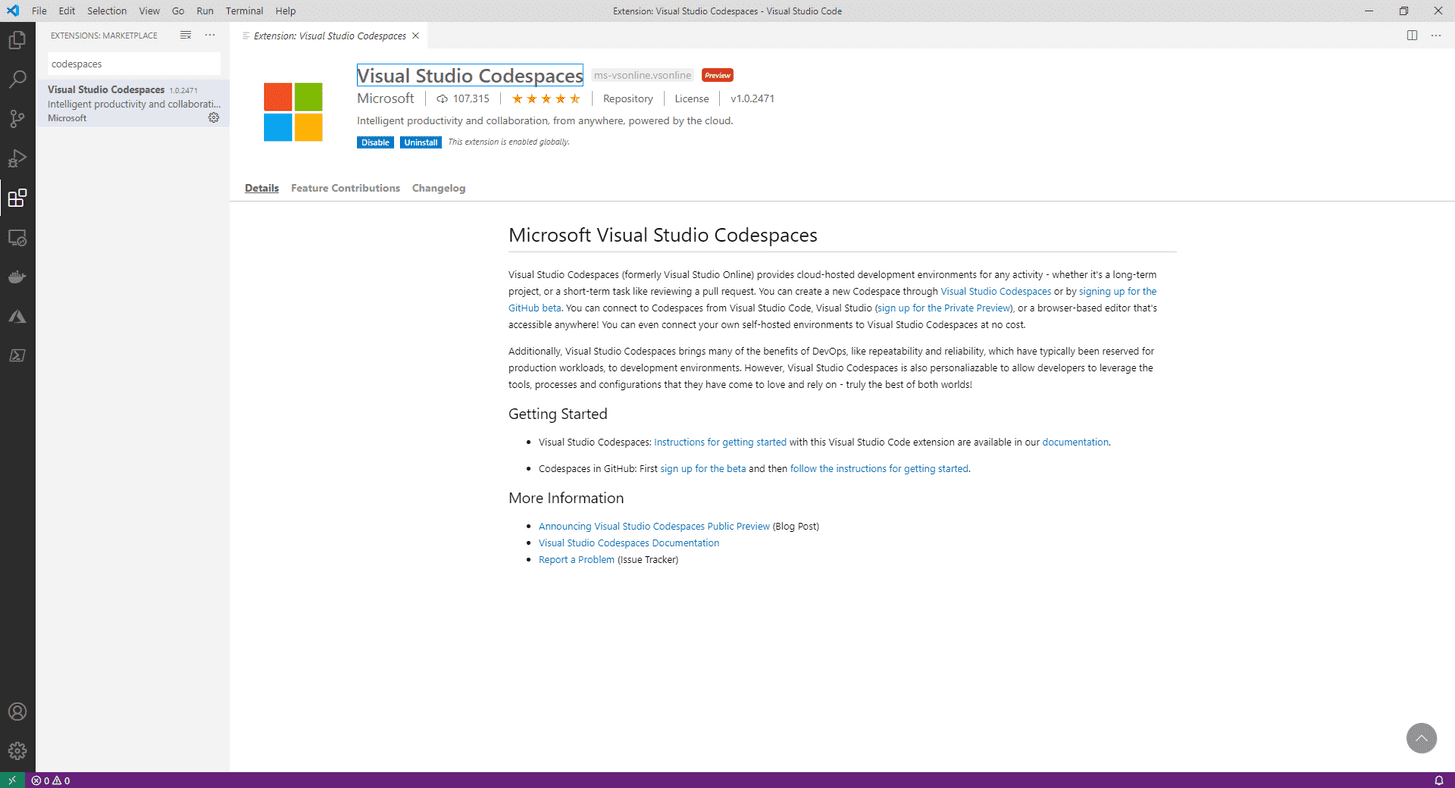 File Edit Selection View Go Run Terminal Help
Extension: Visual Studio Codespaces - Visual Studio Code
EXTENSIONS: MARKETPLACE
codespaces
Visual Studio Codespaces 1.0.2471
Intelligent productivity and collaborati...
Microsoft
Extension: Visual Studio Codespaces
Visual Studio Codespaces ms-vsonline.vsonline Preview
Microsoft 107,315 Repository License v1.0.2471
Intelligent productivity and collaboration, from anywhere, powered by the cloud.
Disable Uninstall This extension is enabled globally.
Details Feature Contributions Changelog
Microsoft Visual Studio Codespaces
Visual Studio Codespaces (formerly Visual Studio Online) provides cloud-hosted development environments for any activity - whether it's a long-term
project, or a short-term task like reviewing a pull request. You can create a new Codespace through Visual Studio Codespaces or by signing up for the
GitHub beta. You can connect to Codespaces from Visual Studio Code, Visual Studio (sign up for the Private Preview), or a browser-based editor that's
accessible anywhere! You can even connect your own self-hosted environments to Visual Studio Codespaces at no cost.
Additionally, Visual Studio Codespaces brings many of the benefits of DevOps, like repeatability and reliability, which have typically been reserved for
production workloads, to development environments. However, Visual Studio Codespaces is also personaliazable to allow developers to leverage the
tools, processes and configurations that they have come to love and rely on - truly the best of both worlds!
Getting Started
• Visual Studio Codespaces: Instructions for getting started with this Visual Studio Code extension are available in our documentation.
• Codespaces in GitHub: First sign up for the beta and then follow the instructions for getting started.
More Information
• Announcing Visual Studio Codespaces Public Preview (Blog Post)
• Visual Studio Codespaces Documentation
• Report a Problem (Issue Tracker)
0 0